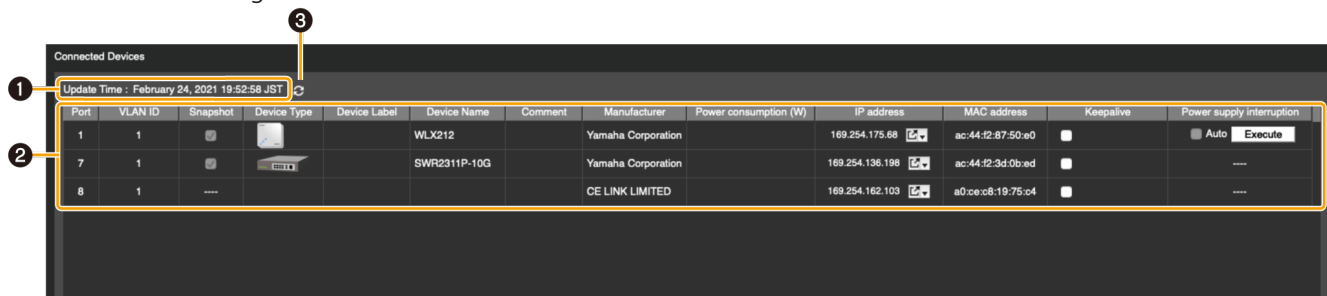 ❸
Connected Devices
❶
Update Time : February 24, 2021 19:52:58 JST
Port VLAN ID Snapshot Device Type Device Label Device Name Comment Manufacturer Power consumption (W) IP address MAC address Keepalive Power supply interruption
1 1 WLX212 Yamaha Corporation 169.254.175.68 ac:44:f2:87:50:e0 Auto Execute
❷
7 1 SWR2311P-10G Yamaha Corporation 169.254.136.198 ac:44:f2:3d:0b:ed ----
8 1 ---- CE LINK LIMITED 169.254.162.103 a0:ce:c8:19:75:c4 ----